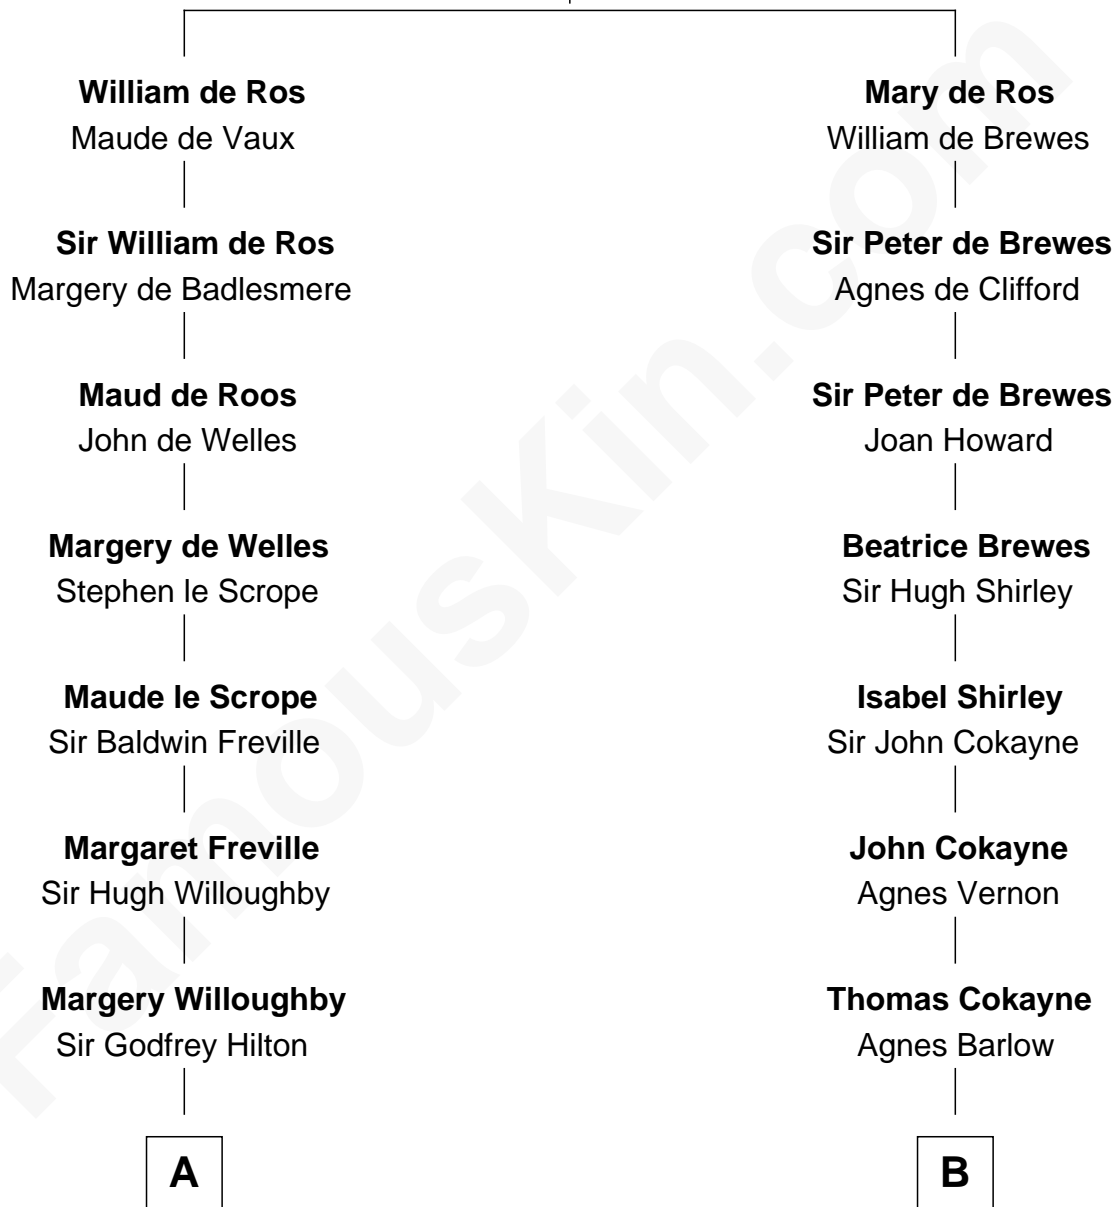 William de Ros
Maude de Vaux
Sir William de Ros
Margery de Badlesmere
Maud de Roos
John de Welles
Margery de Welles
Stephen le Scrope
Maude le Scrope
Sir Baldwin Freville
Margaret Freville
Sir Hugh Willoughby
Margery Willoughby
Sir Godfrey Hilton
A
Mary de Ros
William de Brewes
Sir Peter de Brewes
Agnes de Clifford
Sir Peter de Brewes
Joan Howard
Beatrice Brewes
Sir Hugh Shirley
Isabel Shirley
Sir John Cokayne
John Cokayne
Agnes Vernon
Thomas Cokayne
Agnes Barlow
B
FamousKin.com